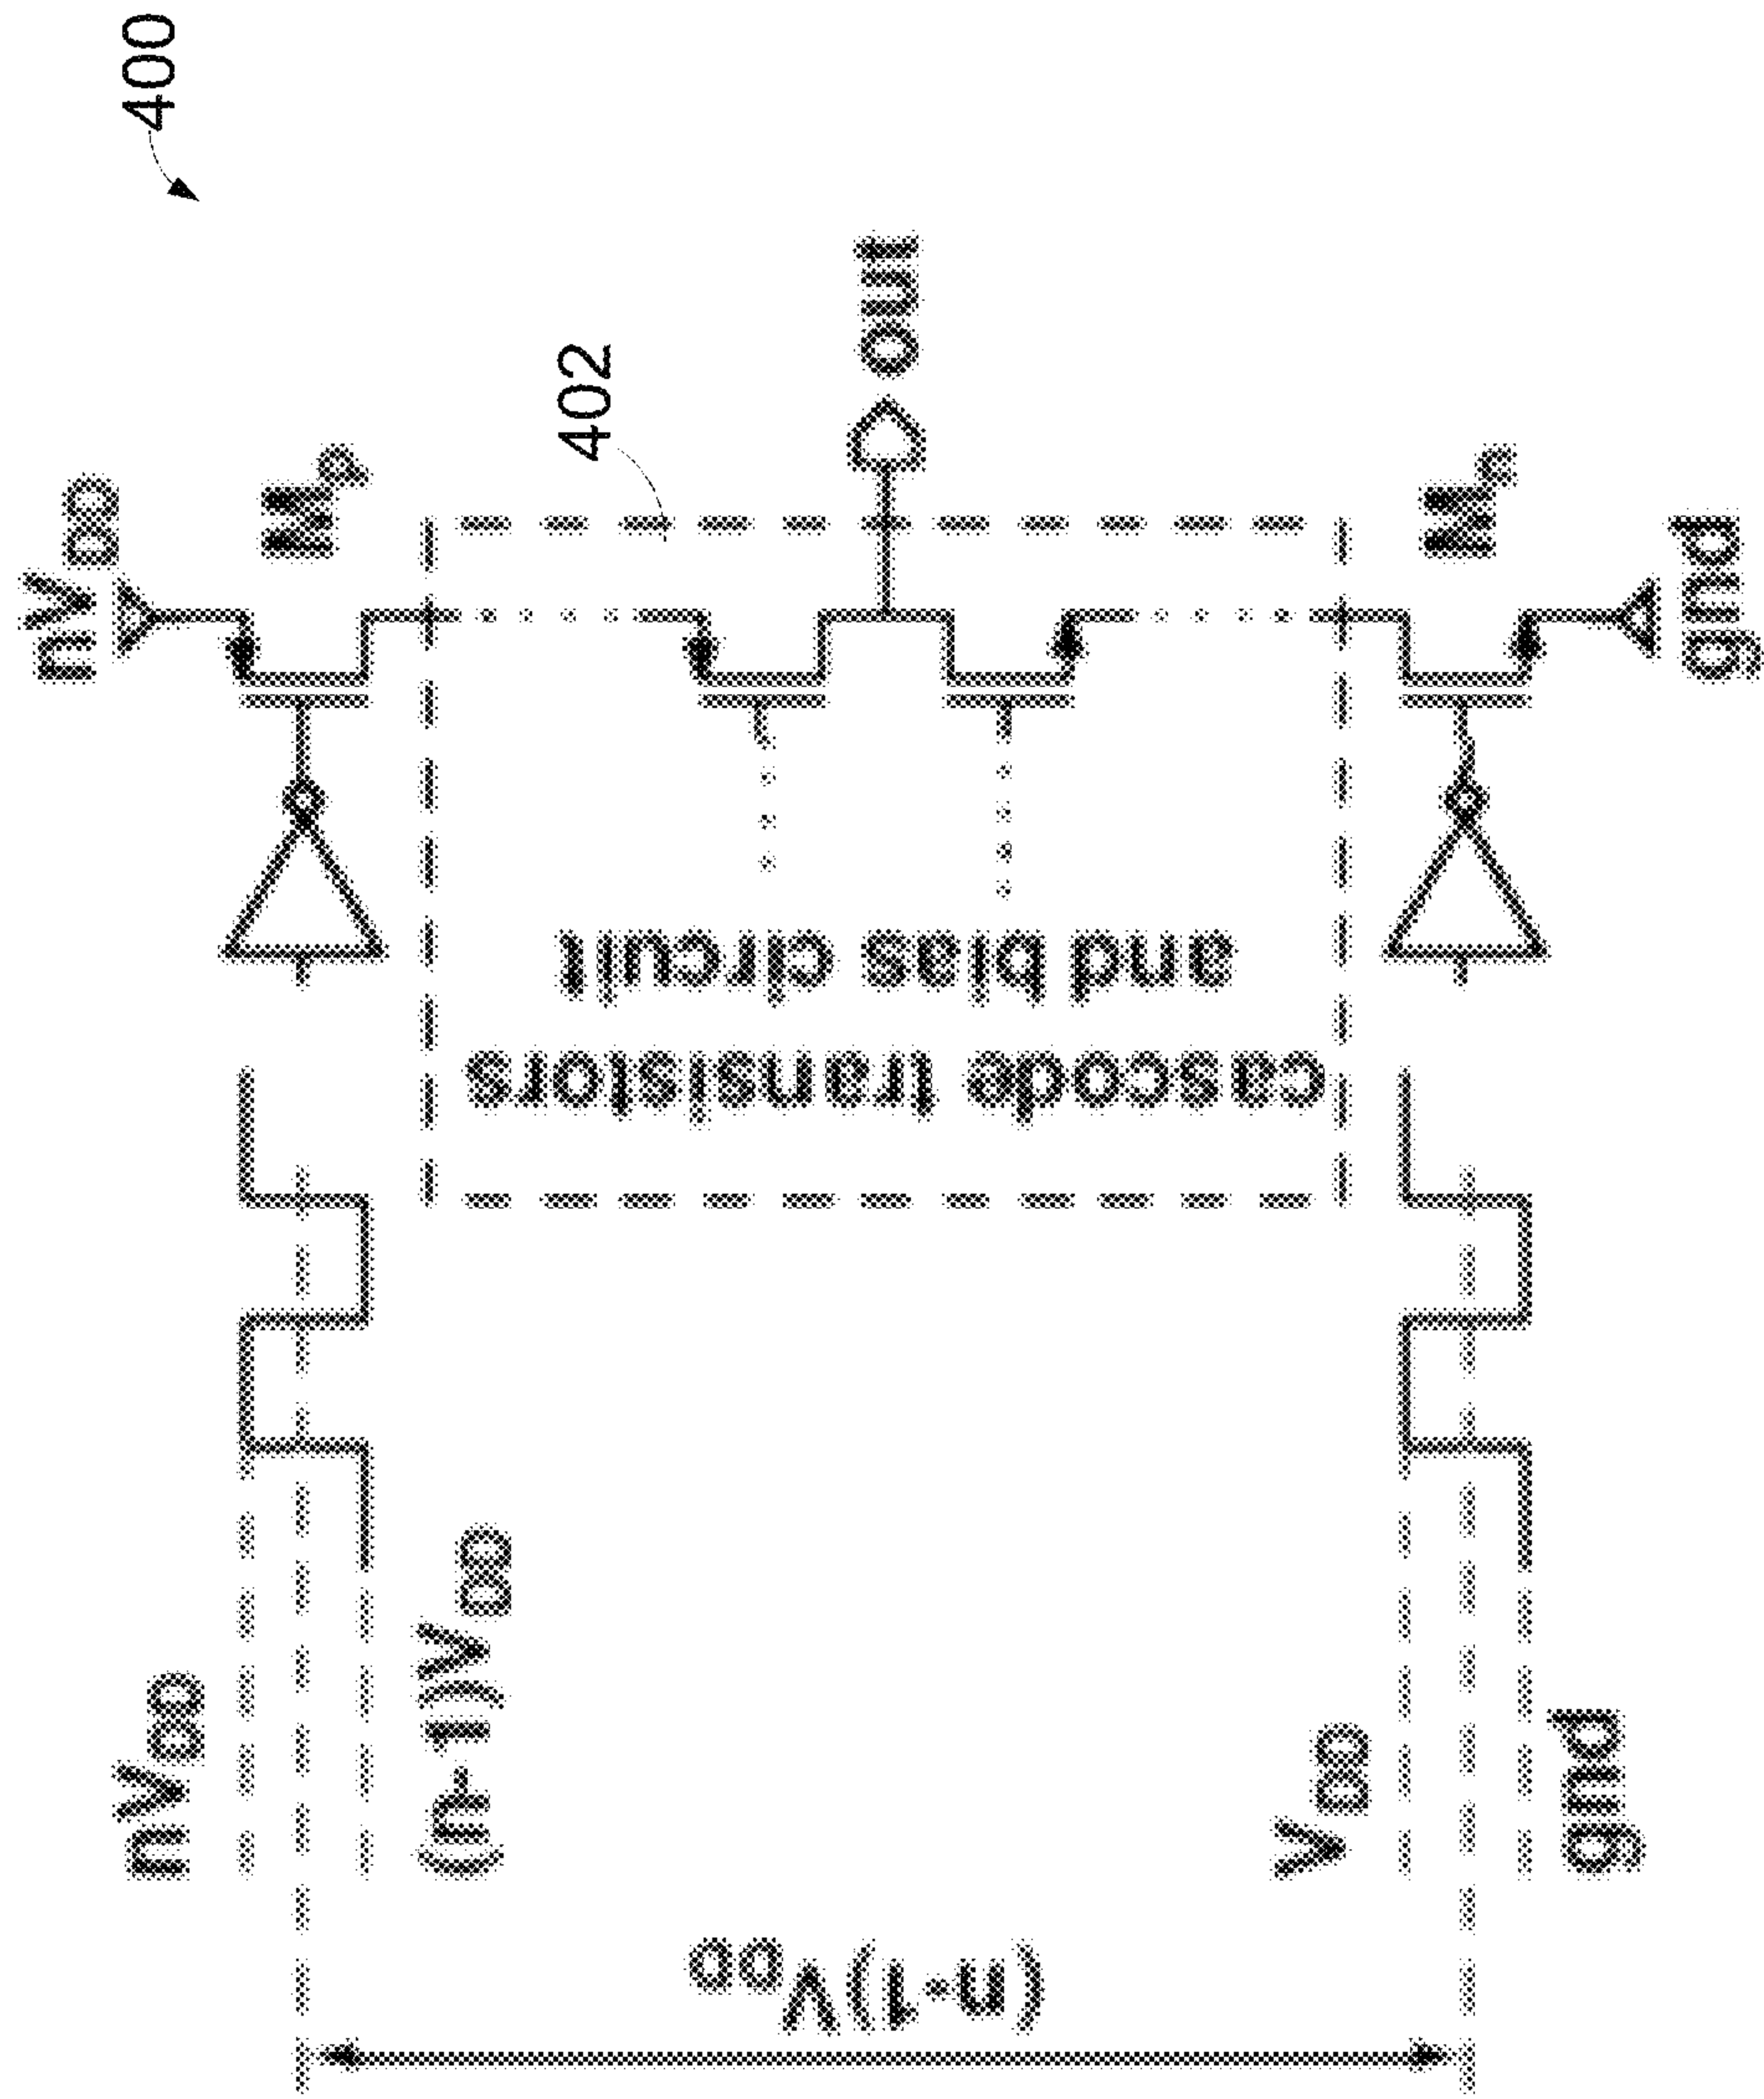 400
nV_DD
M_p
402
out
M_n
gnd
cascode transistors
and bias circuit
nV_DD
(n-1)V_DD
V_DD
gnd
(n-1)V_DD